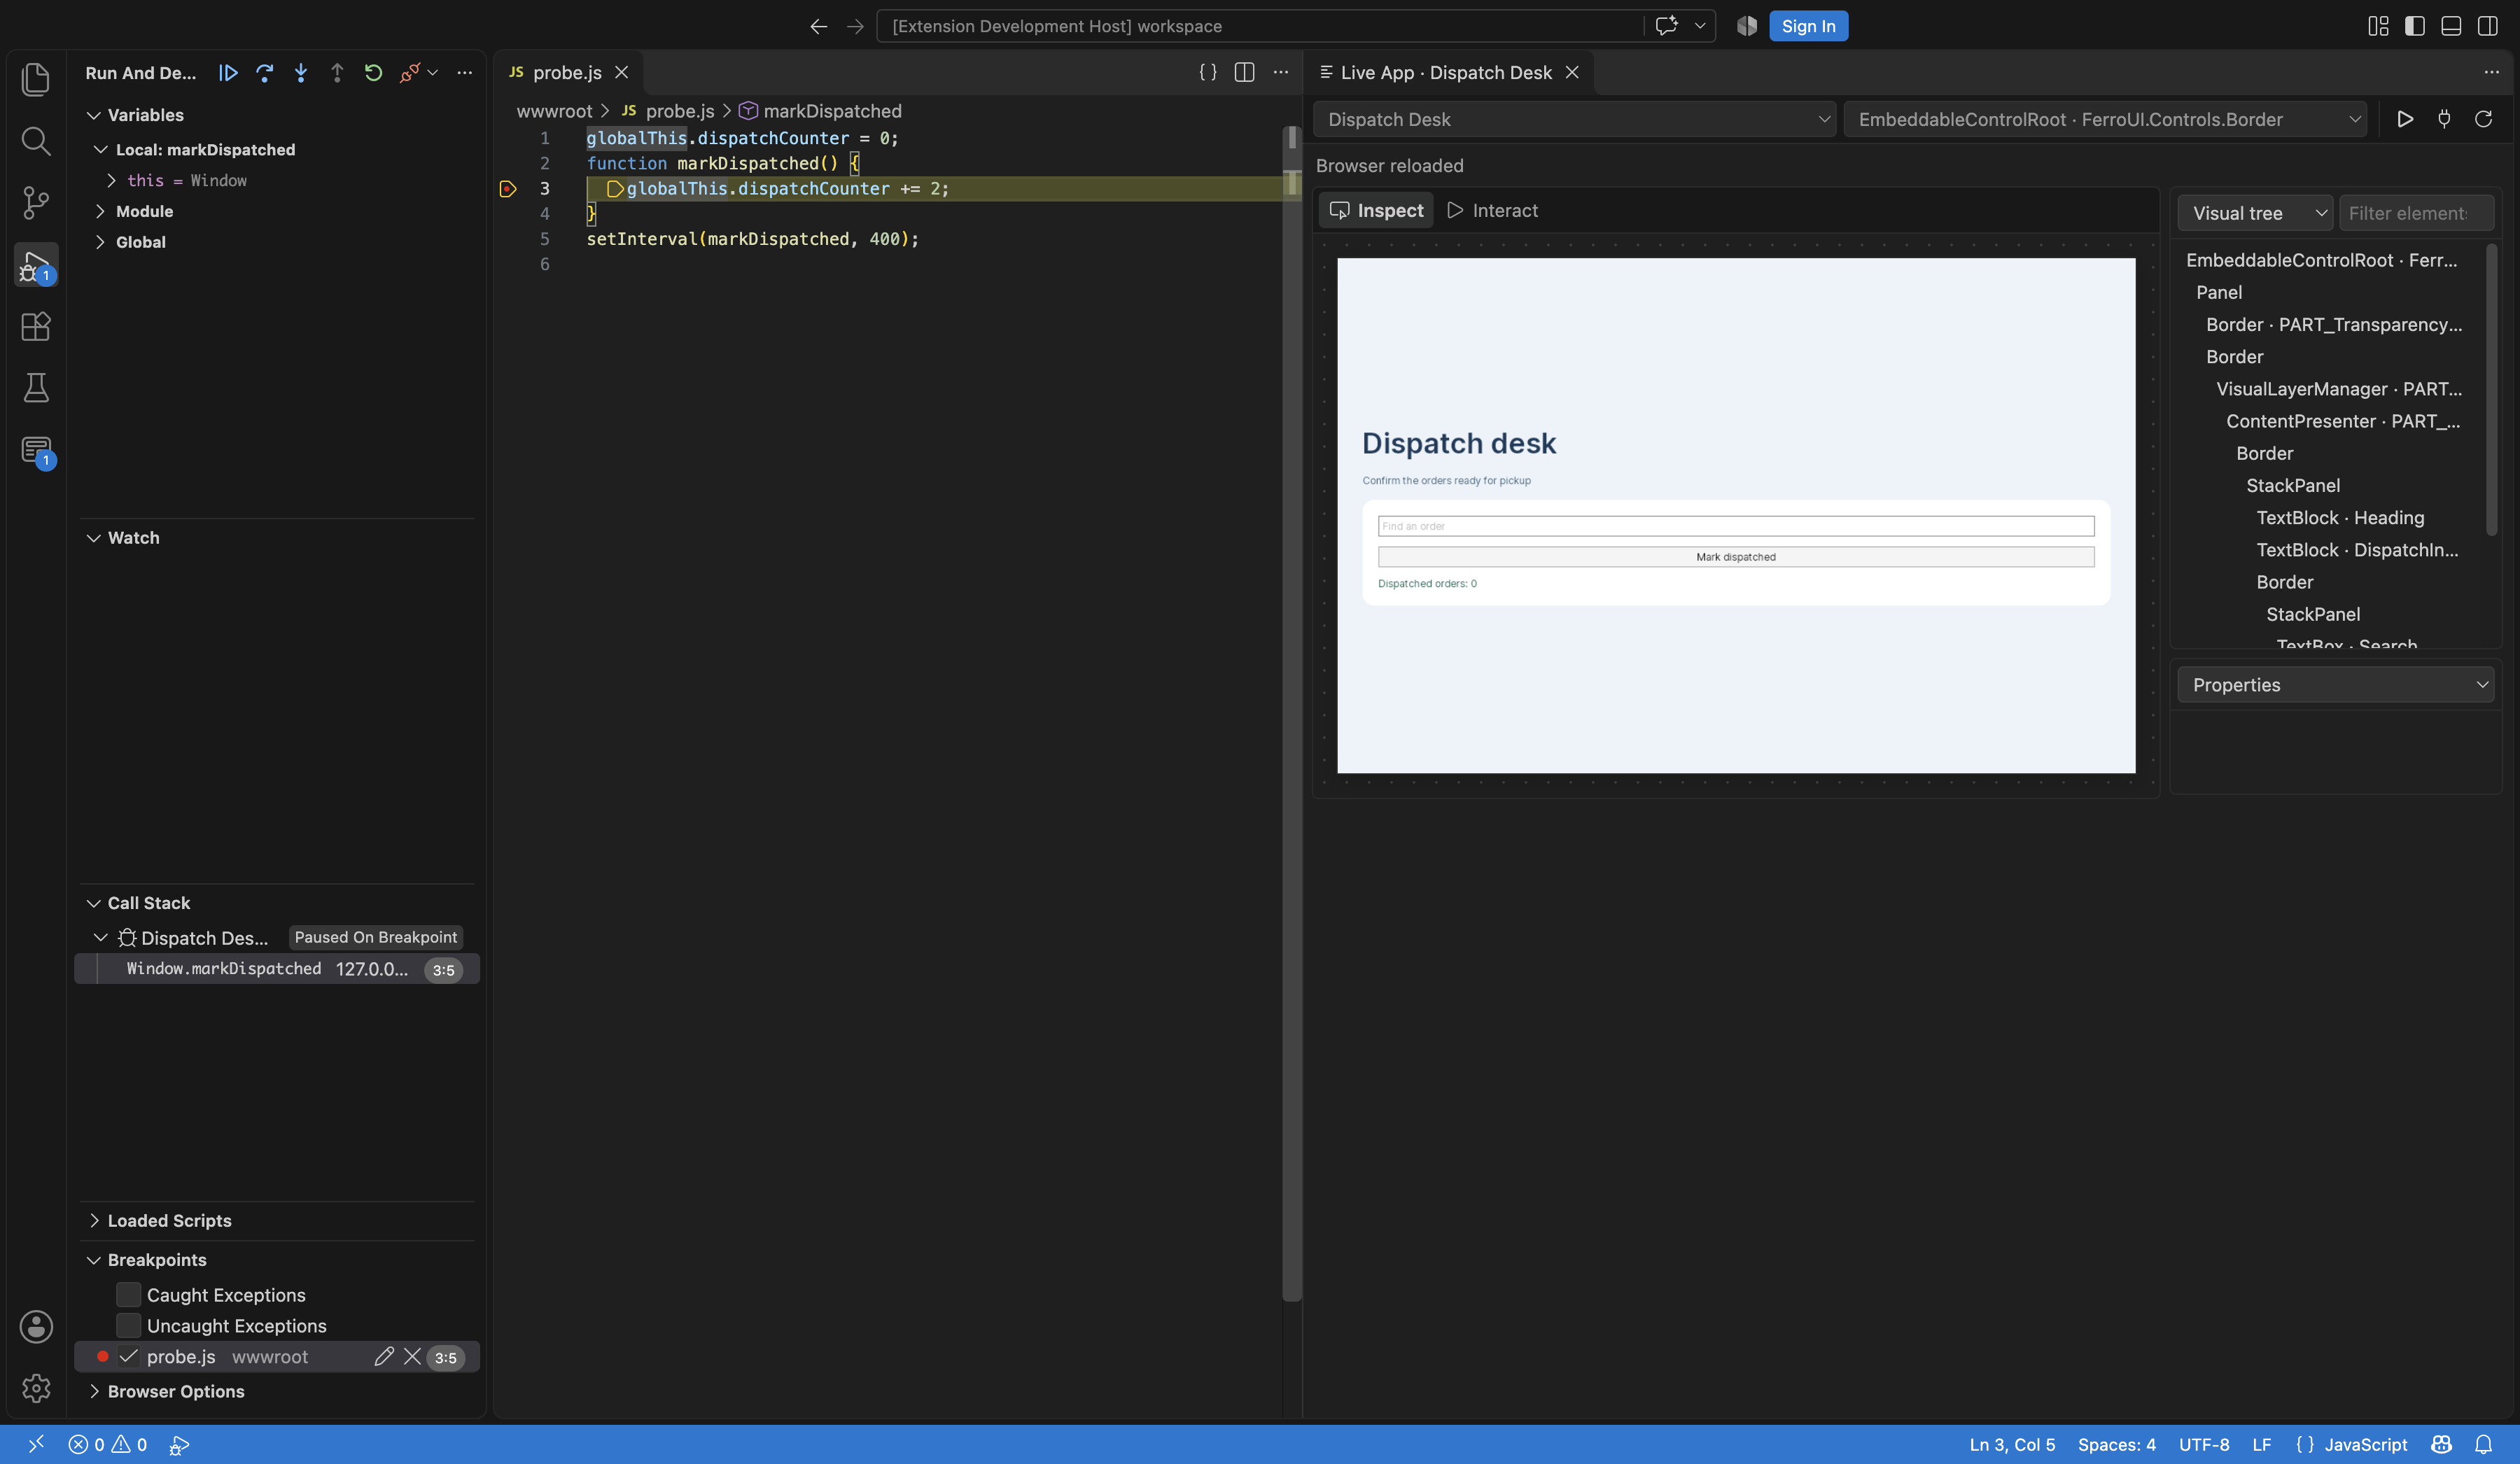 [Extension Development Host] workspace
Sign In
Run And De...
Variables
Local: markDispatched
this = Window
Module
Global
Watch
Call Stack
Dispatch Des...
Paused On Breakpoint
Window.markDispatched 127.0.0... 3:5
Loaded Scripts
Breakpoints
Caught Exceptions
Uncaught Exceptions
probe.js wwwroot 3:5
Browser Options
1
1
JS probe.js
wwwroot > JS probe.js > markDispatched
1 globalThis.dispatchCounter = 0;
2 function markDispatched() {
3 globalThis.dispatchCounter += 2;
4 }
5 setInterval(markDispatched, 400);
6
Live App · Dispatch Desk
Dispatch Desk
EmbeddableControlRoot · FerroUI.Controls.Border
Browser reloaded
Inspect
Interact
Dispatch desk
Confirm the orders ready for pickup
Find an order
Mark dispatched
Dispatched orders: 0
Visual tree
Filter element
EmbeddableControlRoot · Ferr...
Panel
Border · PART_Transparency...
Border
VisualLayerManager · PART...
ContentPresenter · PART_...
Border
StackPanel
TextBlock · Heading
TextBlock · DispatchIn...
Border
StackPanel
TextBox · Search
Properties
0 0
Ln 3, Col 5
Spaces: 4
UTF-8
LF
{ } JavaScript